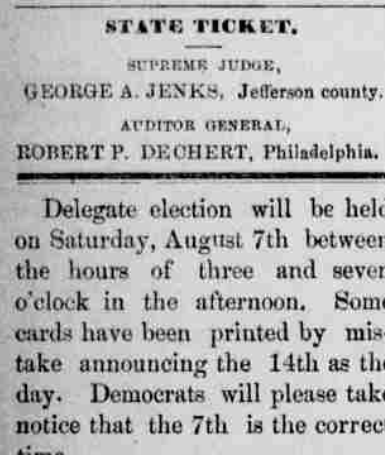 STATE TICKET.
SUPREME JUDGE,
GEORGE A. JENKS, Jefferson county.
AUDITOR GENERAL,
ROBERT P. DECHERT, Philadelphia.
Delegate election will be held
on Saturday, August 7th between
the hours of three and seven
o'clock in the afternoon. Some
cards have been printed by mis-
take announcing the 14th as the
day. Democrats will please take
notice that the 7th is the correct
time.